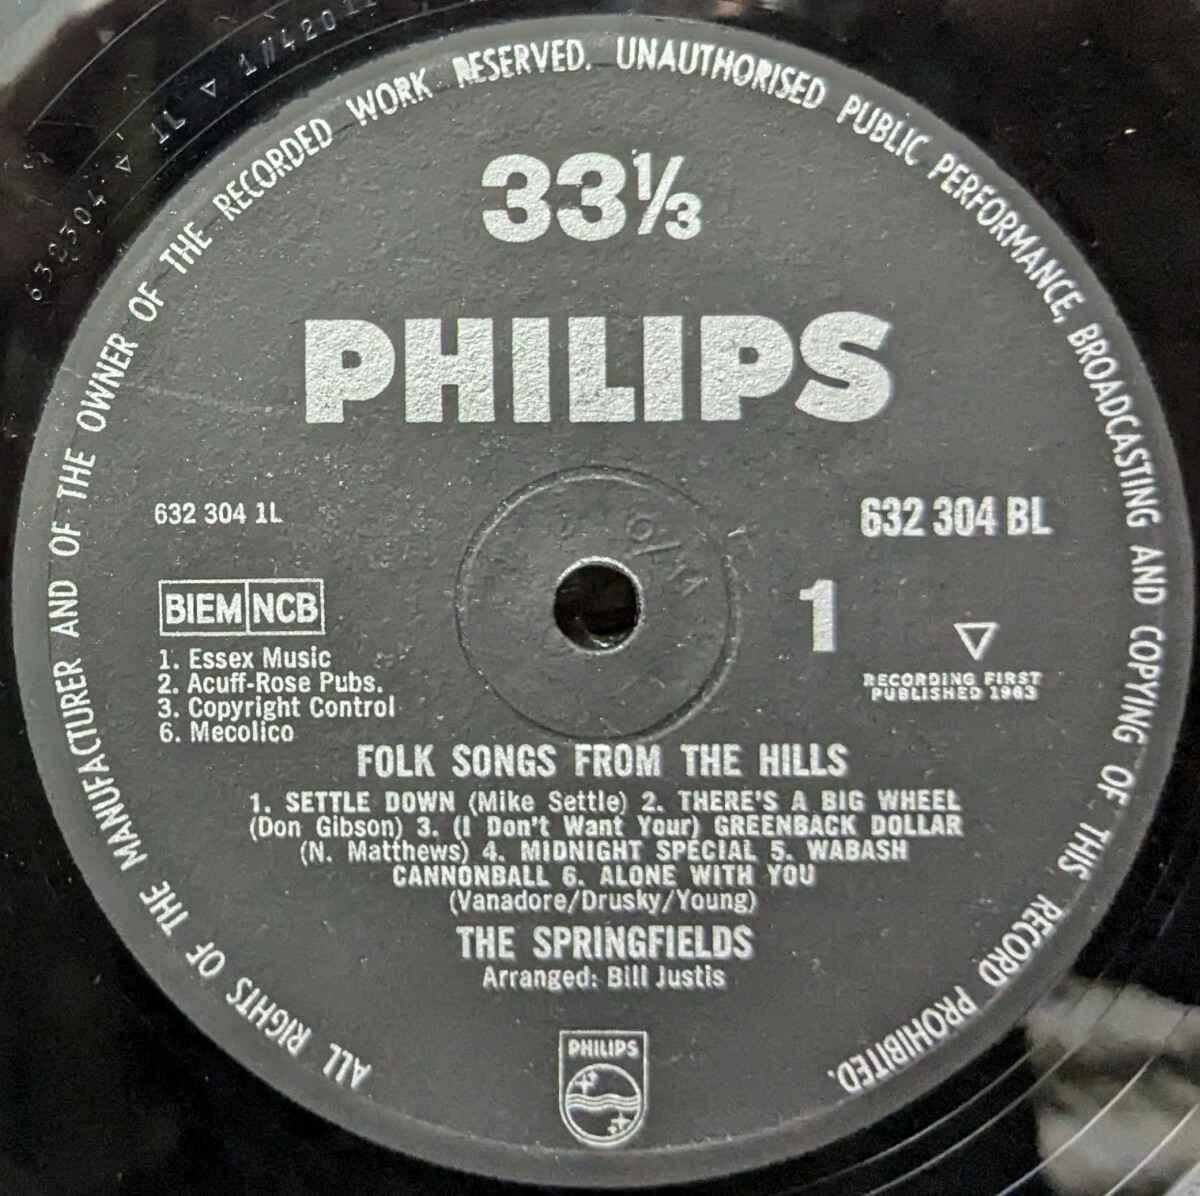 632304 ▽ 1L ▽ 1
ALL RIGHTS OF THE MANUFACTURER AND OF THE OWNER OF THE RECORDED WORK RESERVED. UNAUTHORISED PUBLIC PERFORMANCE, BROADCASTING AND COPYING OF THIS RECORD PROHIBITED.
33⅓
PHILIPS
632 304 1L
632 304 BL
BIEM NCB
1
1. Essex Music
2. Acuff-Rose Pubs.
3. Copyright Control
6. Mecolico
▽
RECORDING FIRST
PUBLISHED 1963
FOLK SONGS FROM THE HILLS
1. SETTLE DOWN (Mike Settle) 2. THERE'S A BIG WHEEL
(Don Gibson) 3. (I Don't Want Your) GREENBACK DOLLAR
(N. Matthews) 4. MIDNIGHT SPECIAL 5. WABASH
CANNONBALL 6. ALONE WITH YOU
(Vanadore/Drusky/Young)
THE SPRINGFIELDS
Arranged: Bill Justis
PHILIPS